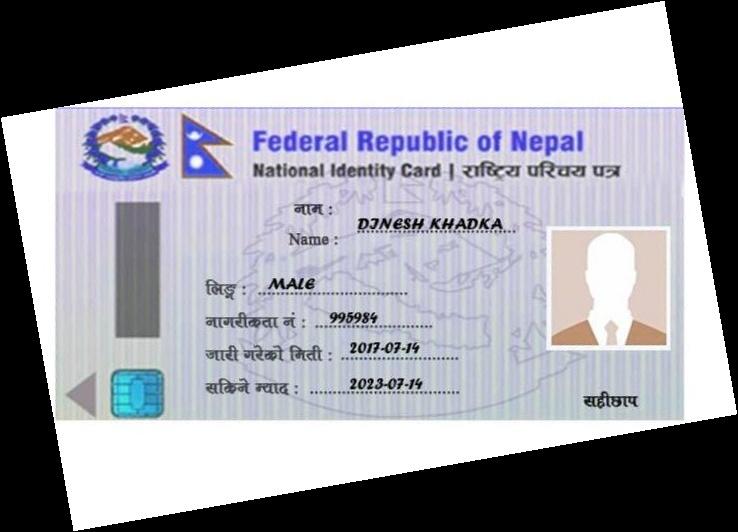 Federal Republic of Nepal
National Identity Card | राष्ट्रिय परिचय पत्र
नाम :
Name : DINESH KHADKA
लिङ्ग : MALE
नागरीकता नं : 995984
जारी गरेको मिती : 2017-07-14
सकिने म्याद : 2023-07-14
सहीछाप